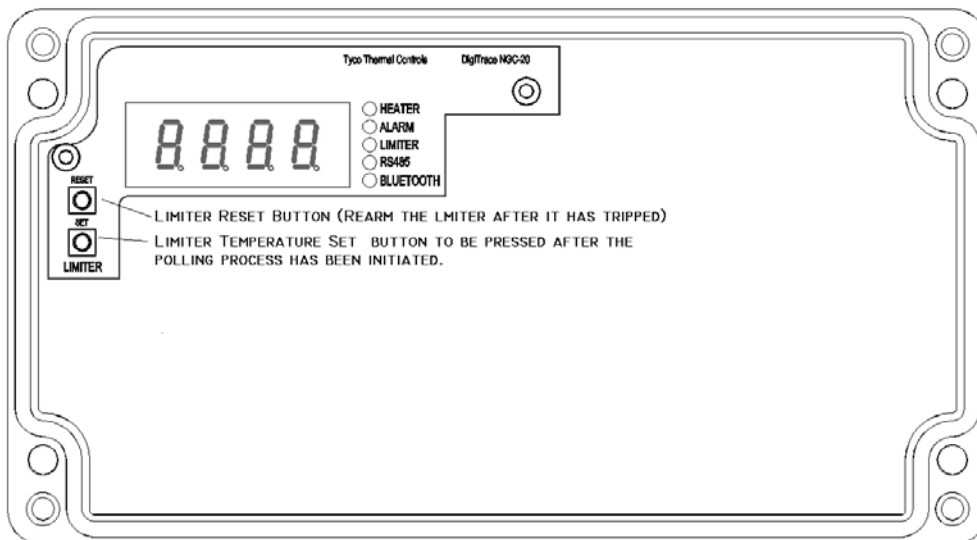 Tyco Thermal Controls DigiTrace NGC-20
8.8.8.8.
HEATER
ALARM
LIMITER
RS485
BLUETOOTH
RESET
LIMITER RESET BUTTON (REARM THE LMITER AFTER IT HAS TRIPPED)
SET
LIMITER TEMPERATURE SET BUTTON TO BE PRESSED AFTER THE
POLLING PROCESS HAS BEEN INITIATED.
LIMITER